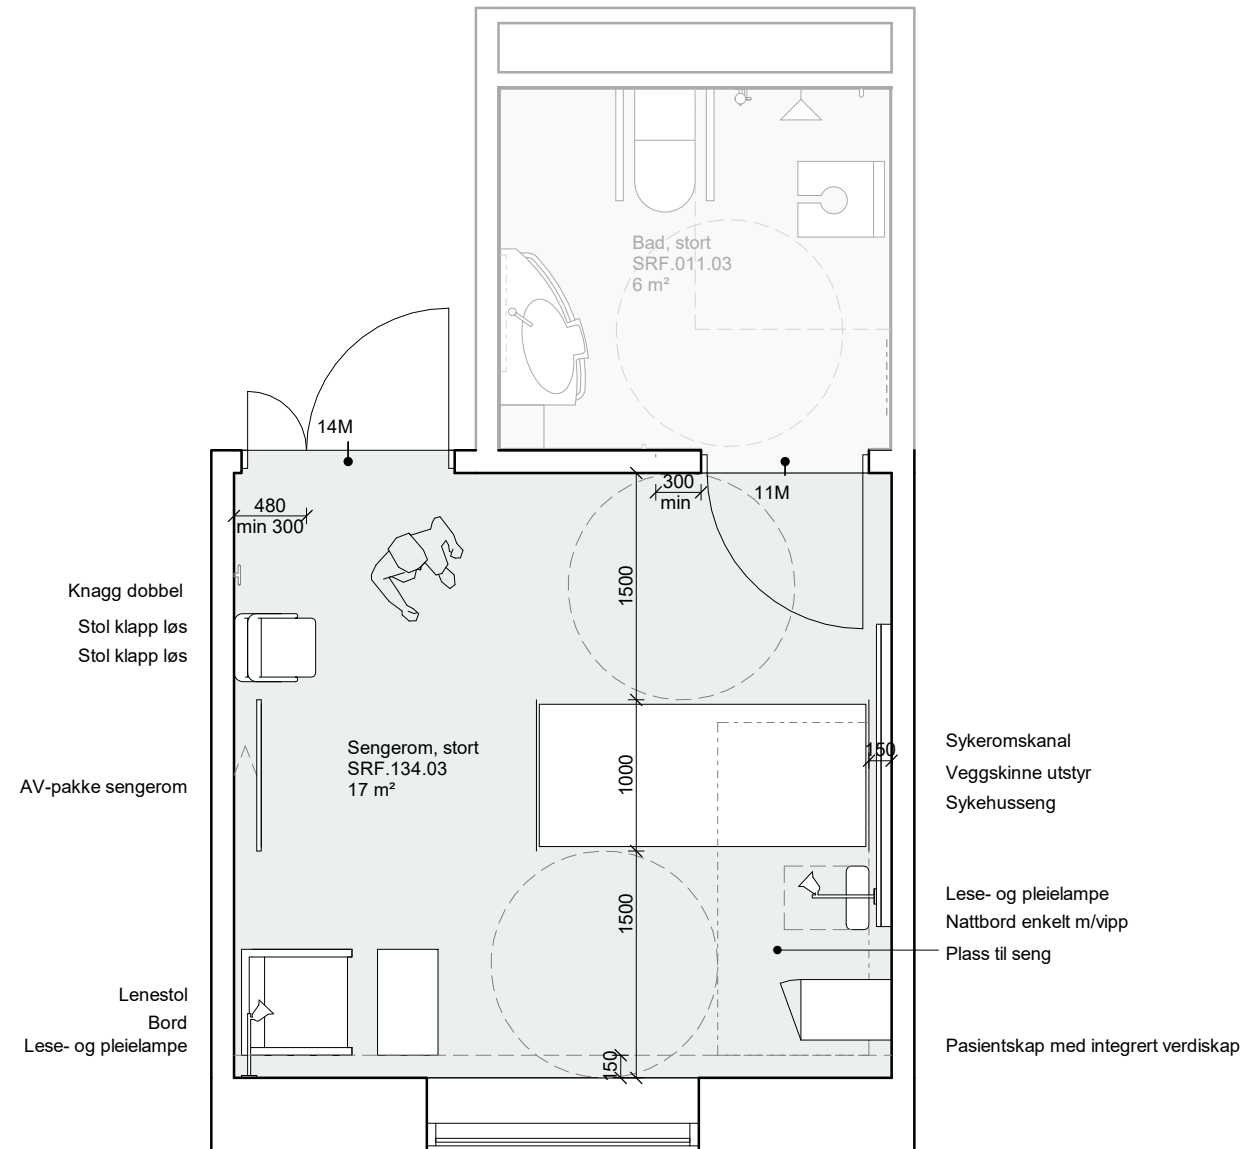 Bad, stort
SRF.011.03
6 m²
14M
300
min
11M
480
min 300
Knagg dobbel
Stol klapp løs
Stol klapp løs
1500
Sengerom, stort
SRF.134.03
17 m²
1000
150
AV-pakke sengerom
Sykeromskanal
Veggskinne utstyr
Sykehusseng
1500
Lese- og pleielampe
Nattbord enkelt m/vipp
Plass til seng
Lenestol
Bord
Lese- og pleielampe
150
Pasientskap med integrert verdiskap